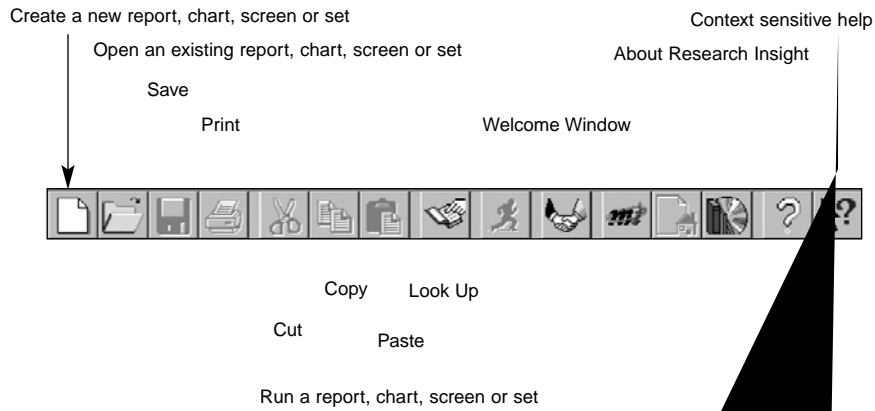 Create a new report, chart, screen or set
Context sensitive help
Open an existing report, chart, screen or set
About Research Insight
Save
Print
Welcome Window
mt
Copy
Look Up
Cut
Paste
Run a report, chart, screen or set